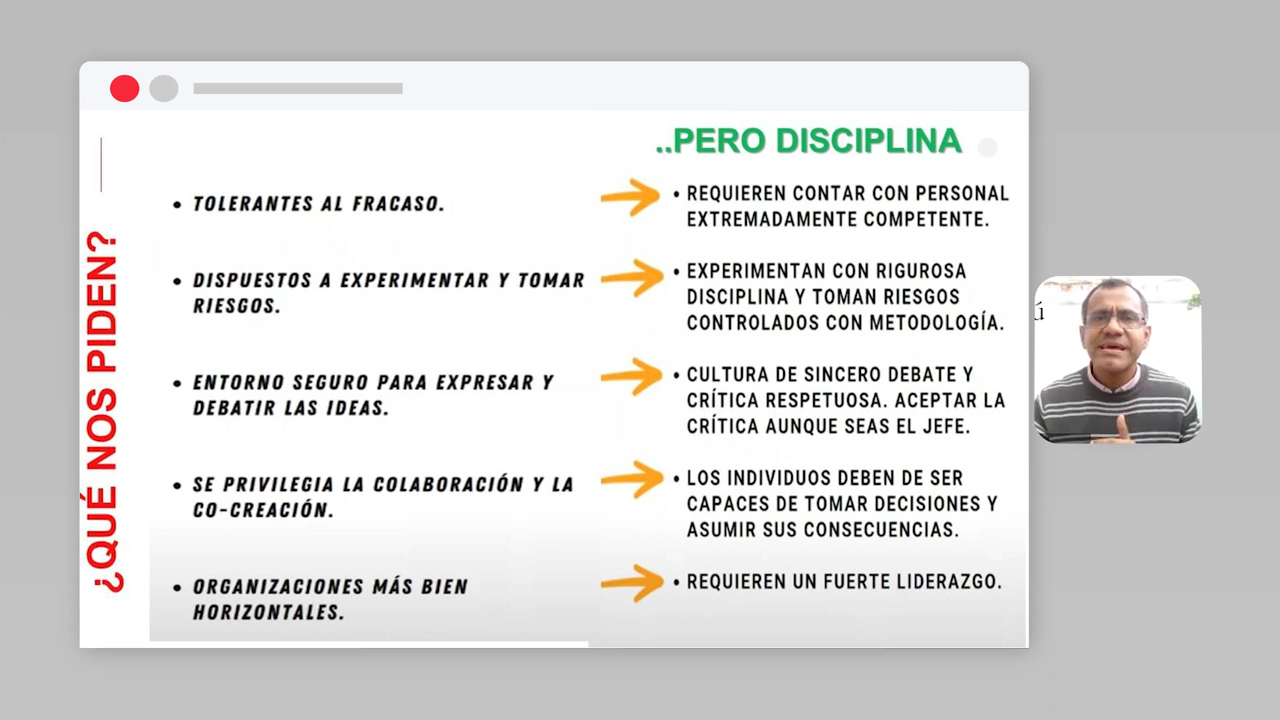 ¿QUÉ NOS PIDEN?
..PERO DISCIPLINA
• TOLERANTES AL FRACASO.
• REQUIEREN CONTAR CON PERSONAL
EXTREMADAMENTE COMPETENTE.
• DISPUESTOS A EXPERIMENTAR Y TOMAR
RIESGOS.
• EXPERIMENTAN CON RIGUROSA
DISCIPLINA Y TOMAN RIESGOS
CONTROLADOS CON METODOLOGÍA.
• ENTORNO SEGURO PARA EXPRESAR Y
DEBATIR LAS IDEAS.
• CULTURA DE SINCERO DEBATE Y
CRÍTICA RESPETUOSA. ACEPTAR LA
CRÍTICA AUNQUE SEAS EL JEFE.
• SE PRIVILEGIA LA COLABORACIÓN Y LA
CO-CREACIÓN.
• LOS INDIVIDUOS DEBEN DE SER
CAPACES DE TOMAR DECISIONES Y
ASUMIR SUS CONSECUENCIAS.
• ORGANIZACIONES MÁS BIEN
HORIZONTALES.
• REQUIEREN UN FUERTE LIDERAZGO.
ú